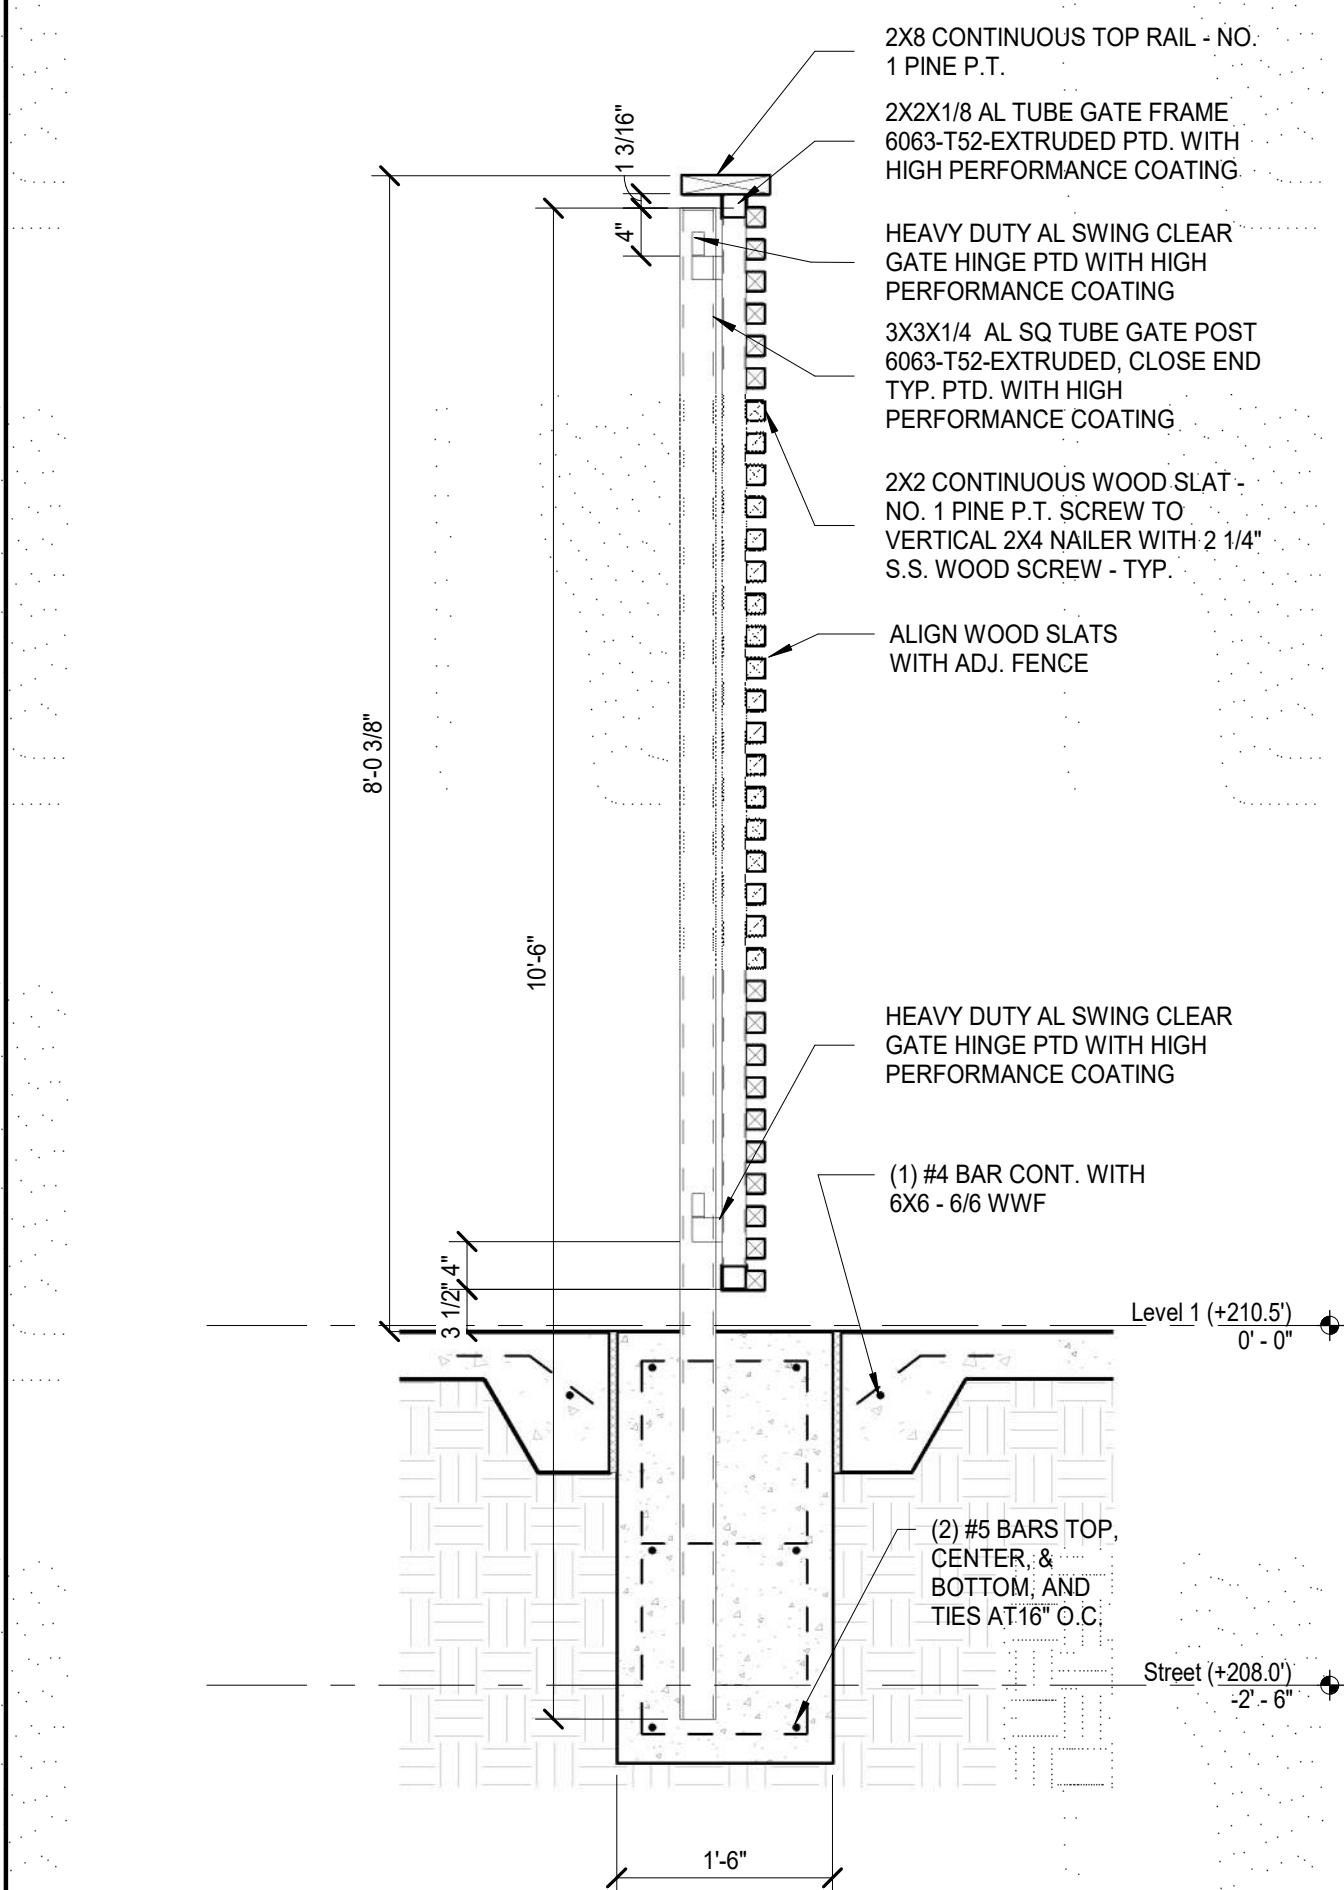 2X8 CONTINUOUS TOP RAIL - NO.
1 PINE P.T.
2X2X1/8 AL TUBE GATE FRAME
6063-T52-EXTRUDED PTD. WITH
HIGH PERFORMANCE COATING
1 3/16"
4"
HEAVY DUTY AL SWING CLEAR
GATE HINGE PTD WITH HIGH
PERFORMANCE COATING
3X3X1/4 AL SQ TUBE GATE POST
6063-T52-EXTRUDED, CLOSE END
TYP. PTD. WITH HIGH
PERFORMANCE COATING
2X2 CONTINUOUS WOOD SLAT -
NO. 1 PINE P.T. SCREW TO
VERTICAL 2X4 NAILER WITH 2 1/4"
S.S. WOOD SCREW - TYP.
ALIGN WOOD SLATS
WITH ADJ. FENCE
8'-0 3/8"
10'-6"
HEAVY DUTY AL SWING CLEAR
GATE HINGE PTD WITH HIGH
PERFORMANCE COATING
(1) #4 BAR CONT. WITH
6X6 - 6/6 WWF
4"
3 1/2"
Level 1 (+210.5')
0' - 0"
(2) #5 BARS TOP,
CENTER, &
BOTTOM, AND
TIES AT16" O.C.
Street (+208.0')
-2' - 6"
1'-6"